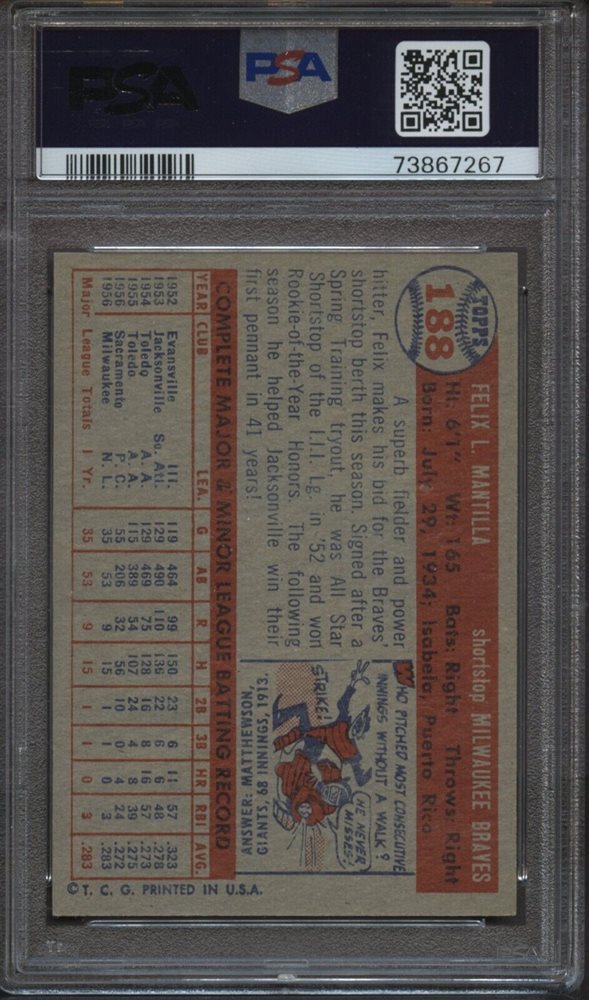 PSA
PSA
73867267
TOPPS
188
FELIX L. MANTILLA shortstop MILWAUKEE BRAVES
Ht. 6'1" Wt: 165 Bats: Right Throws: Right
Born: July 29, 1934; Isabela, Puerto Rico
A superb fielder and power
hitter, Felix makes his bid for the Braves'
shortstop berth this season. Signed after a
Spring Training tryout, he was All Star
Shortstop of the I.I.I. Lg. in '52 and won
Rookie-of-the-Year Honors. The following
season he helped Jacksonville win their
first pennant in 41 years!
WHO PITCHED MOST CONSECUTIVE
INNINGS WITHOUT A WALK?
STRIKE!
HE NEVER
MISSES!
ANSWER: MATTHEWSON,
GIANTS, 68 INNINGS, 1913.
COMPLETE MAJOR & MINOR LEAGUE BATTING RECORD
YEAR CLUB LEA. G AB R H 2B 3B HR RBI AVG.
1952 Evansville I.I.I. 119 464 99 150 23 6 11 57 .323
1953 Jacksonville So. Atl. 129 490 110 136 22 6 6 48 .278
1954 Toledo A. A. 129 469 75 128 16 8 16 57 .273
1955 Toledo A. A. 115 389 54 107 24 4 8 39 .275
1956 Sacramento P. C. 55 206 32 56 10 0 4 24 .272
1956 Milwaukee N. L. 35 53 9 15 1 1 0 3 .283
Major League Totals 1 Yr. 35 53 9 15 1 1 0 3 .283
© T. C. G. PRINTED IN U.S.A.